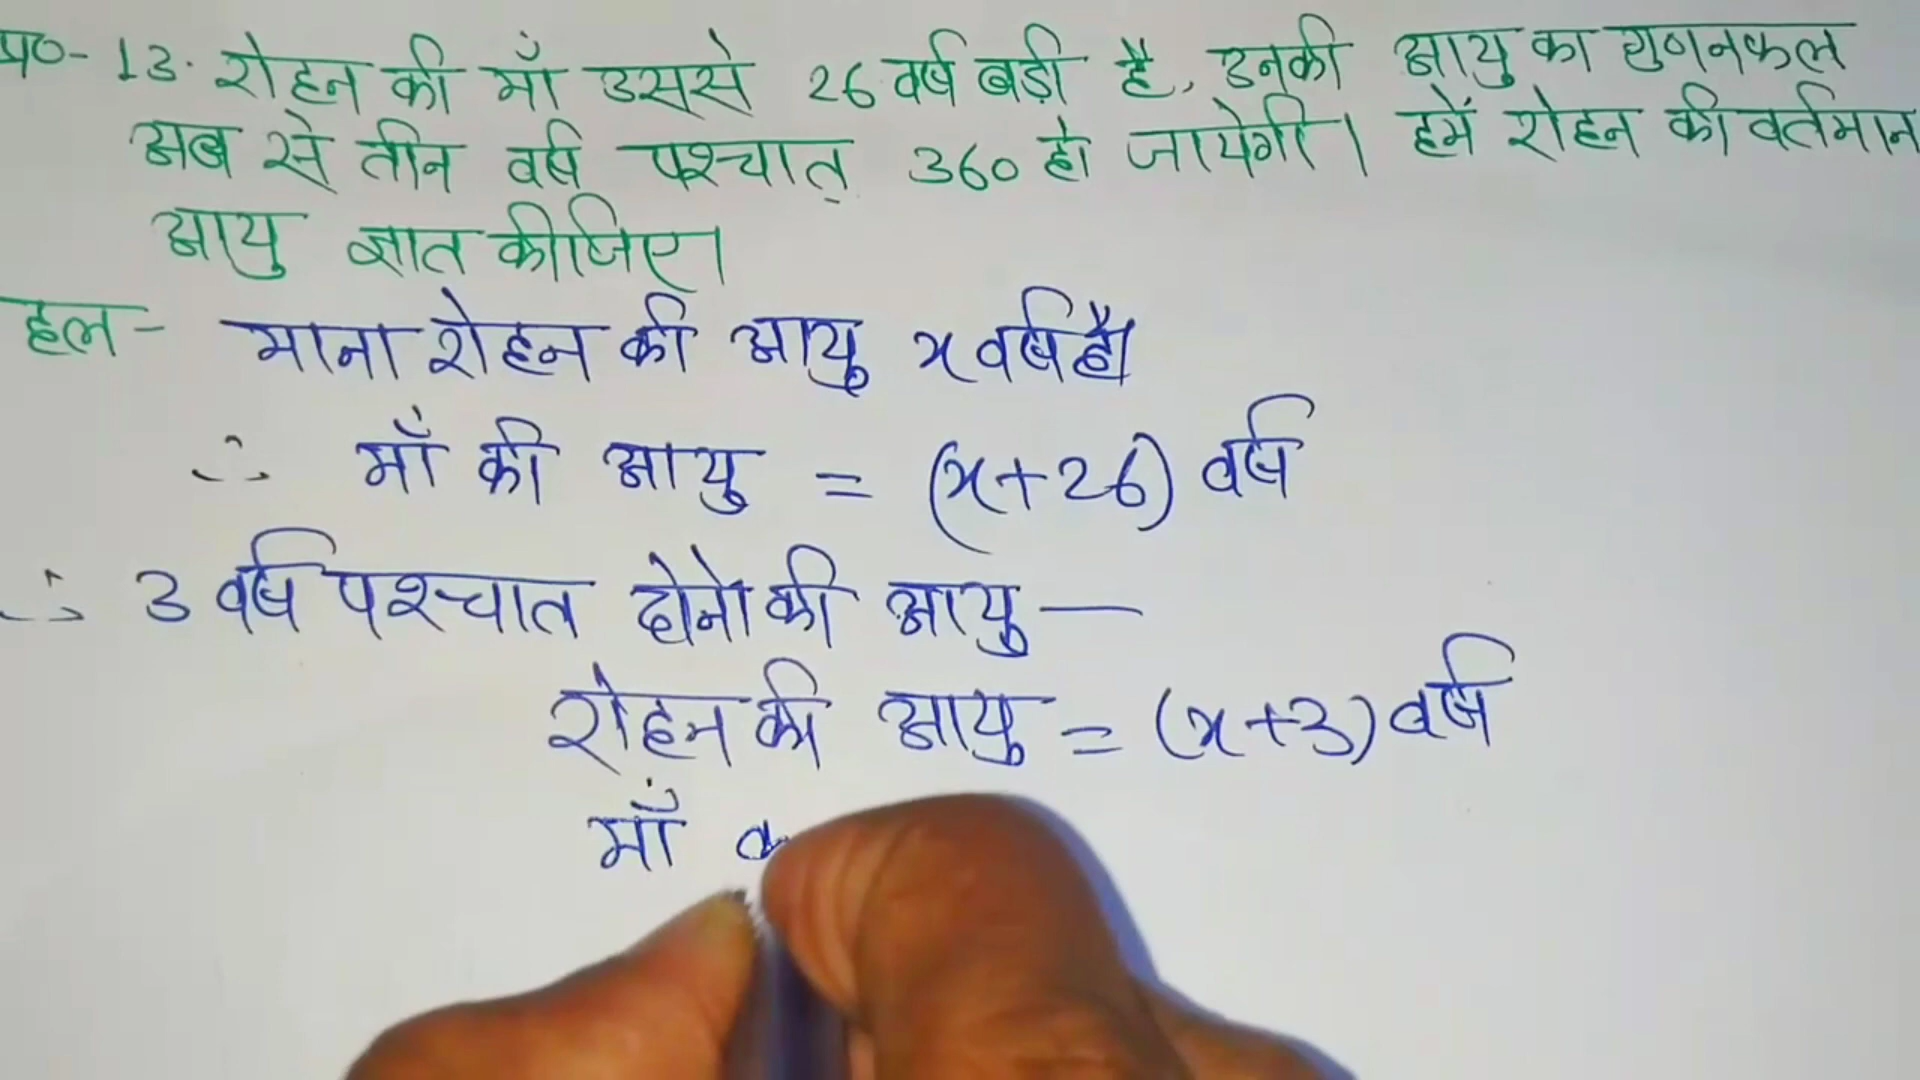 प्र०- 13. रोहन की माँ उससे 26 वर्ष बड़ी है, उनकी आयु का गुणनफल
अब से तीन वर्ष पश्चात् 360 हो जायेगी। हमें रोहन की वर्तमान
आयु ज्ञात कीजिए।
हल- माना रोहन की आयु x वर्ष है।
∴ माँ की आयु = (x+26) वर्ष
∴ 3 वर्ष पश्चात दोनो की आयु —
रोहन की आयु = (x+3) वर्ष
माँ